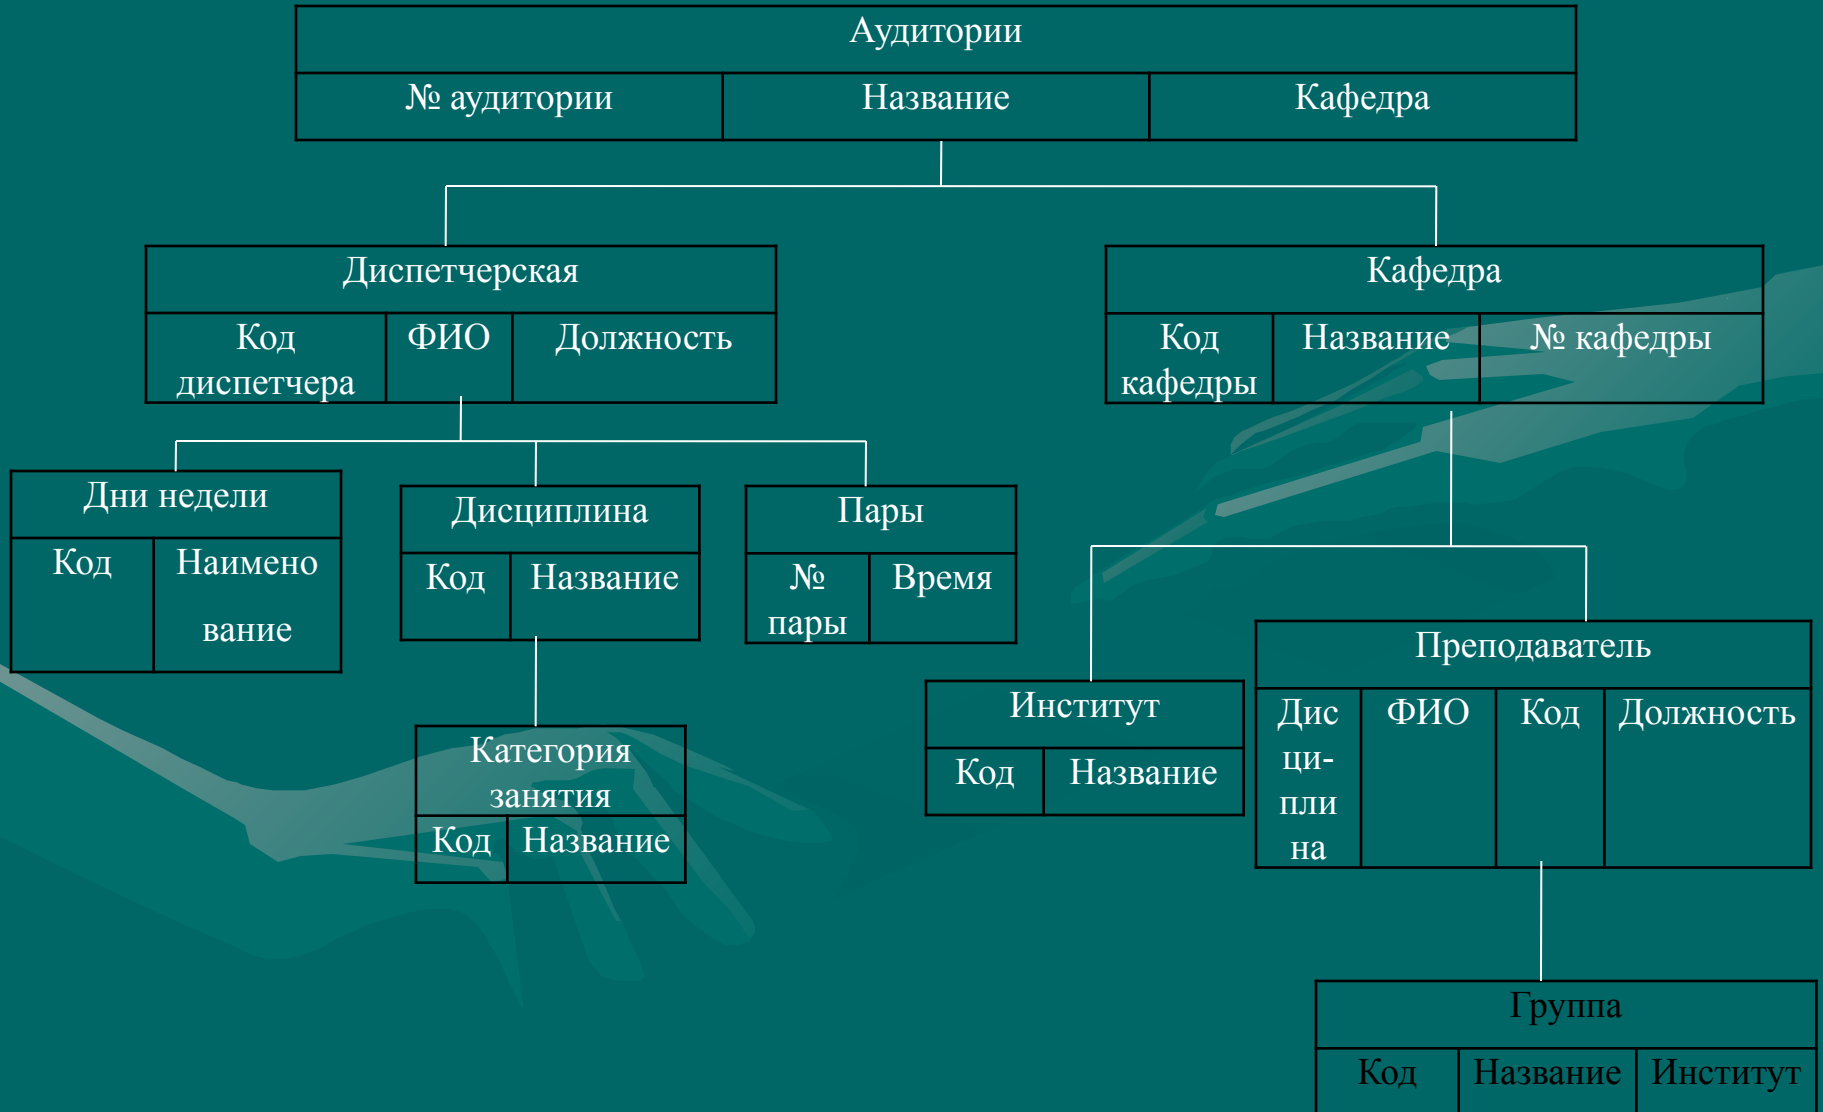 Аудитории
№ аудитории Название Кафедра
Диспетчерская
Код
диспетчера
ФИО
Должность
Кафедра
Код
кафедры
Название
№ кафедры
Дни недели
Код
Наимено
вание
Дисциплина
Код
Название
Пары
№
пары
Время
Категория
занятия
Код
Название
Институт
Код
Название
Преподаватель
Дис
ци-
пли
на
ФИО
Код
Должность
Группа
Код
Название
Институт